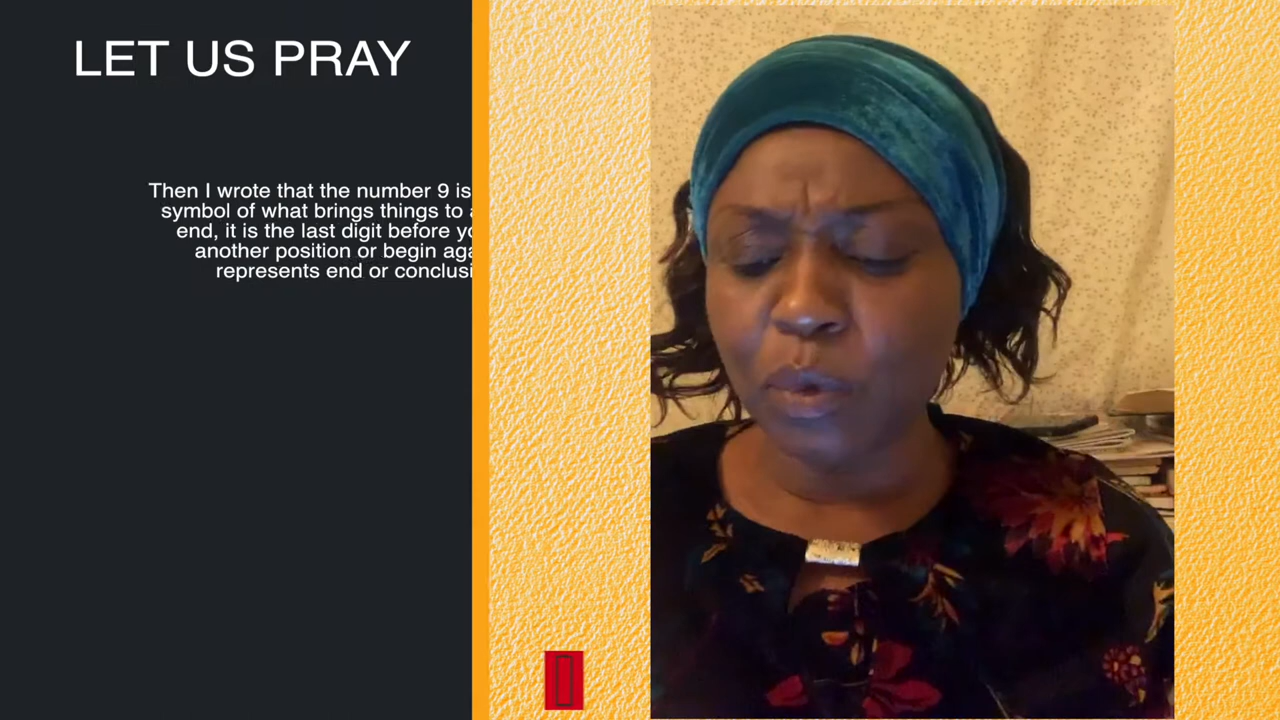 LET US PRAY
Then I wrote that the number 9 is
symbol of what brings things to
end, it is the last digit before
another position or begin
represents end or